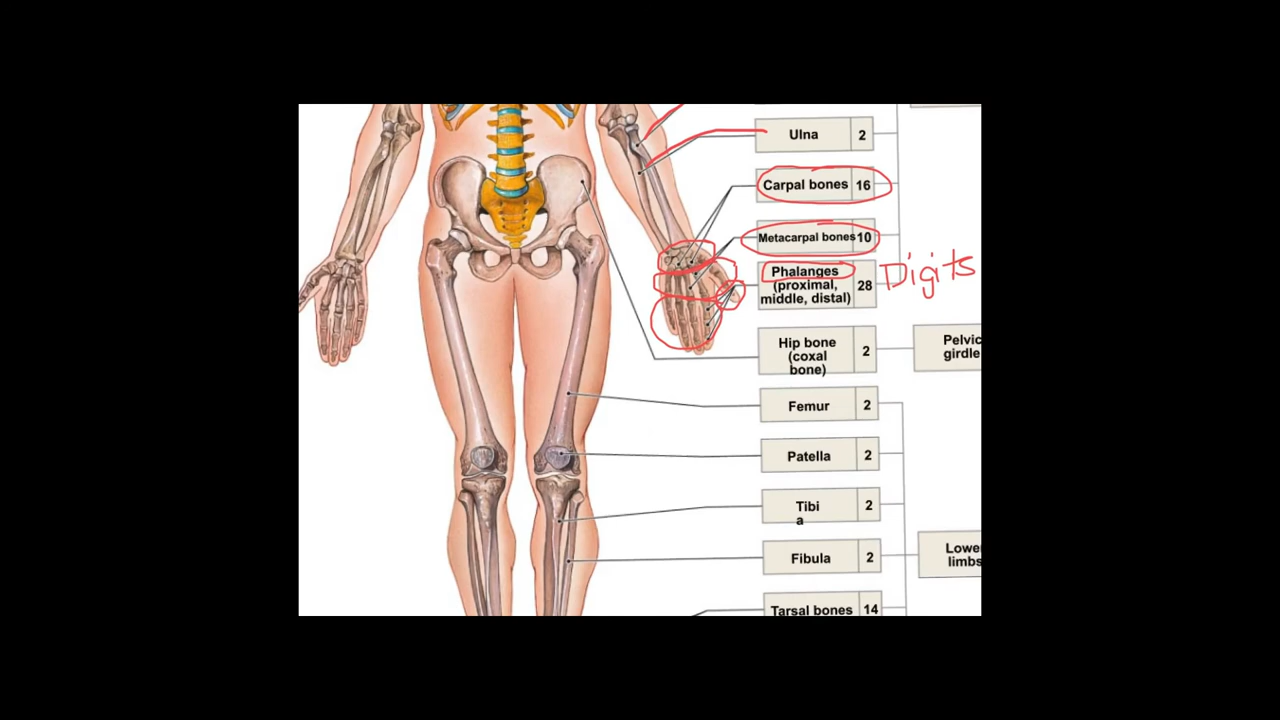 Ulna 2
Carpal bones 16
Metacarpal bones 10
Phalanges
(proximal,
middle, distal) 28
Digits
Hip bone
(coxal
bone) 2
Pelvic
girdle
Femur 2
Patella 2
Tibi
a 2
Fibula 2
Lowe
limbs
Tarsal bones 14